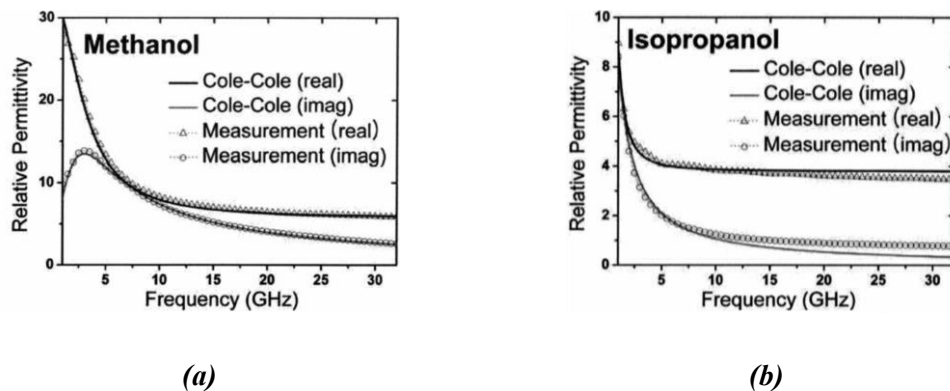 Methanol
Cole-Cole (real)
Cole-Cole (imag)
Measurement (real)
Measurement (imag)
Relative Permittivity
30
20
10
0
5
10
15
20
25
30
Frequency (GHz)
(a)
Isopropanol
Cole-Cole (real)
Cole-Cole (imag)
Measurement (real)
Measurement (imag)
Relative Permittivity
10
8
6
4
2
0
5
10
15
20
25
30
Frequency (GHz)
(b)